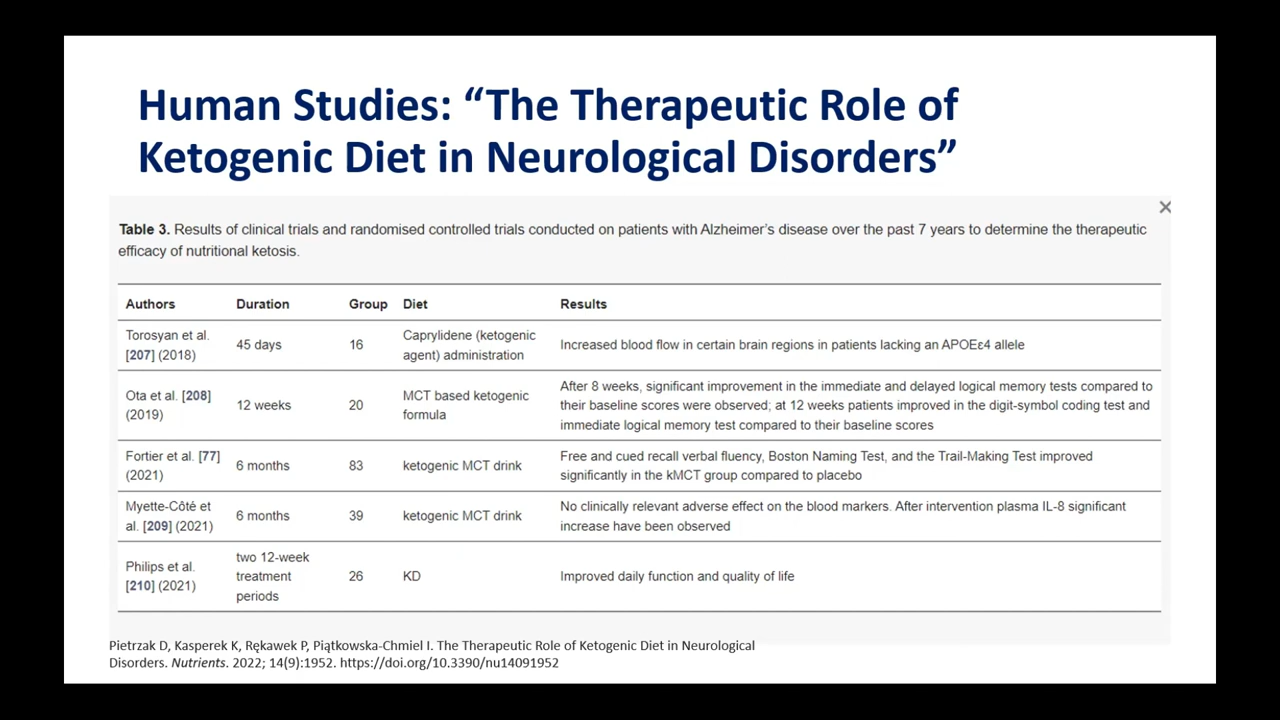 Human Studies: “The Therapeutic Role of
Ketogenic Diet in Neurological Disorders”
×
Table 3. Results of clinical trials and randomised controlled trials conducted on patients with Alzheimer's disease over the past 7 years to determine the therapeutic
efficacy of nutritional ketosis.
Authors Duration Group Diet Results
Torosyan et al.
[207] (2018)
45 days
16
Caprylidene (ketogenic
agent) administration
Increased blood flow in certain brain regions in patients lacking an APOEε4 allele
Ota et al. [208]
(2019)
12 weeks
20
MCT based ketogenic
formula
After 8 weeks, significant improvement in the immediate and delayed logical memory tests compared to
their baseline scores were observed; at 12 weeks patients improved in the digit-symbol coding test and
immediate logical memory test compared to their baseline scores
Fortier et al. [77]
(2021)
6 months
83
ketogenic MCT drink
Free and cued recall verbal fluency, Boston Naming Test, and the Trail-Making Test improved
significantly in the kMCT group compared to placebo
Myette-Côté et
al. [209] (2021)
6 months
39
ketogenic MCT drink
No clinically relevant adverse effect on the blood markers. After intervention plasma IL-8 significant
increase have been observed
Philips et al.
[210] (2021)
two 12-week
treatment
periods
26
KD
Improved daily function and quality of life
Pietrzak D, Kasperek K, Rękawek P, Piątkowska-Chmiel I. The Therapeutic Role of Ketogenic Diet in Neurological
Disorders. Nutrients. 2022; 14(9):1952. https://doi.org/10.3390/nu14091952